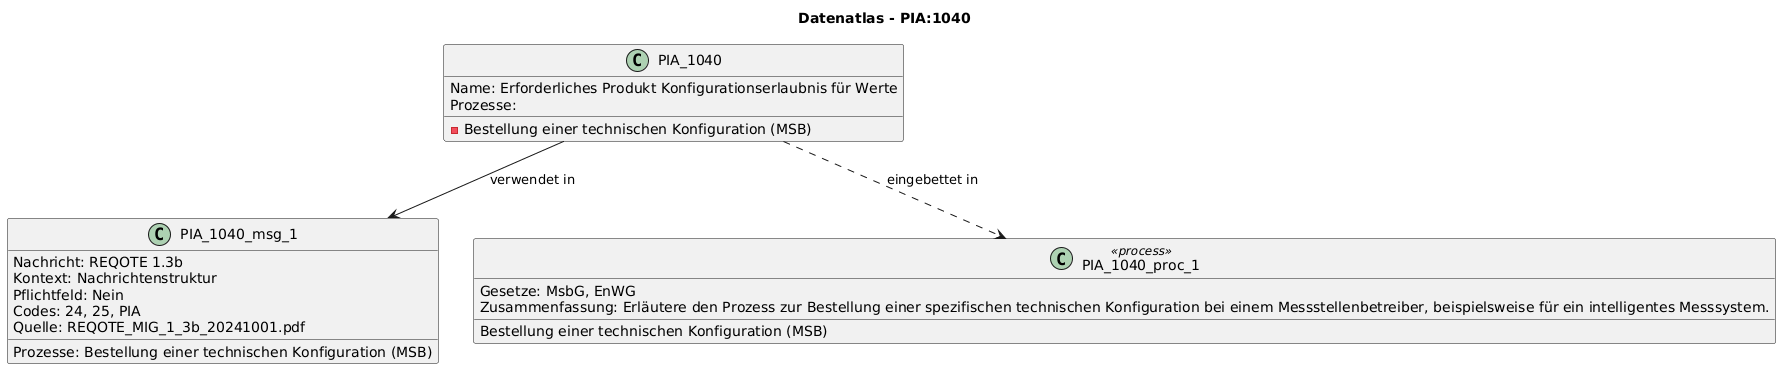 Datenatlas - PIA:1040
C PIA_1040
Name: Erforderliches Produkt Konfigurationserlaubnis für Werte
Prozesse:
Bestellung einer technischen Konfiguration (MSB)
verwendet in
eingebettet in
C PIA_1040_msg_1
Nachricht: REQOTE 1.3b
Kontext: Nachrichtenstruktur
Pflichtfeld: Nein
Codes: 24, 25, PIA
Quelle: REQOTE_MIG_1_3b_20241001.pdf
Prozesse: Bestellung einer technischen Konfiguration (MSB)
«process»
C PIA_1040_proc_1
Gesetze: MsbG, EnWG
Zusammenfassung: Erläutere den Prozess zur Bestellung einer spezifischen technischen Konfiguration bei einem Messstellenbetreiber, beispielsweise für ein intelligentes Messsystem.
Bestellung einer technischen Konfiguration (MSB)